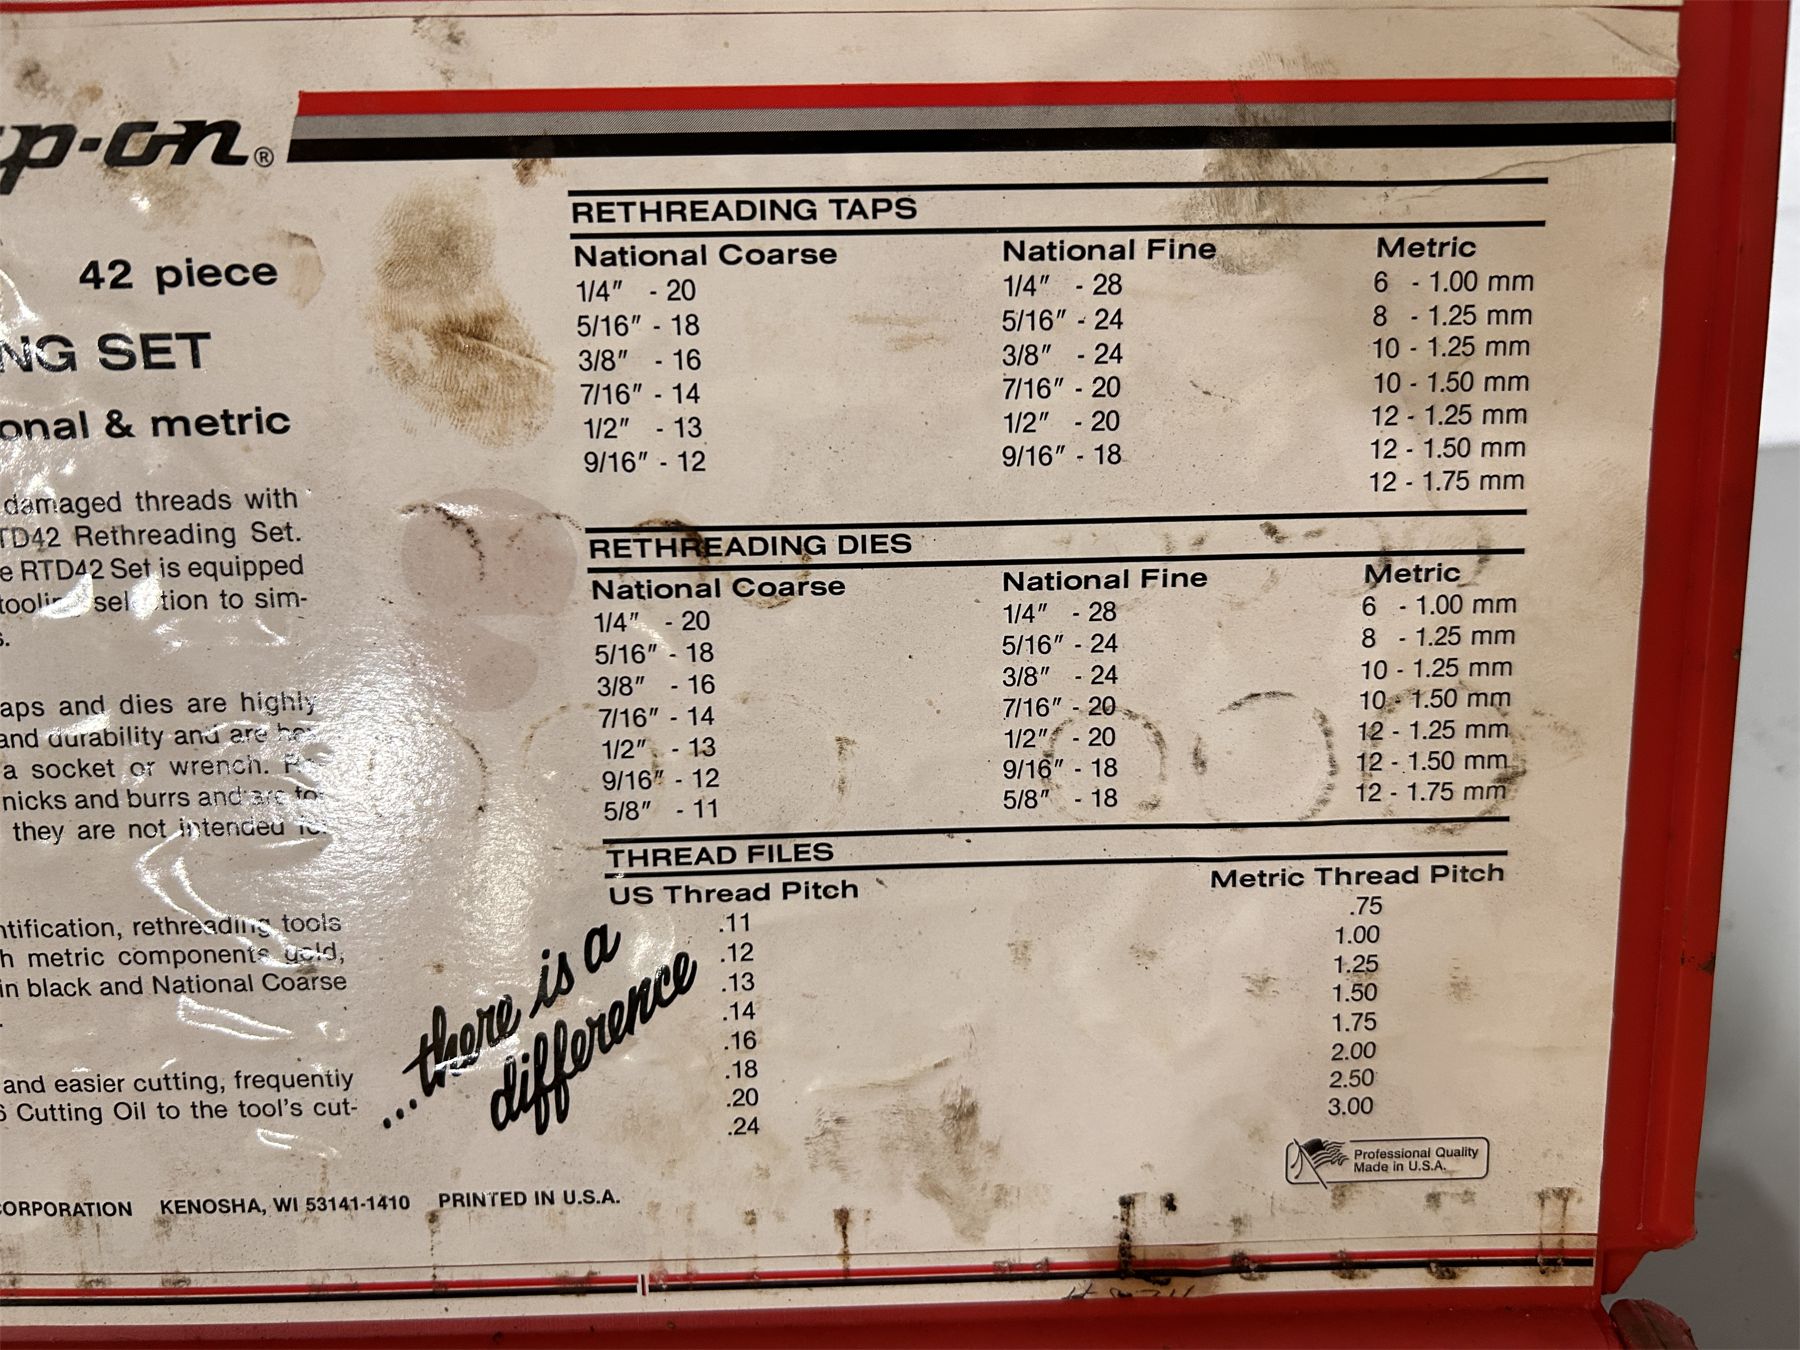 p-on®
42 piece
NG SET
onal & metric
damaged threads with
TD42 Rethreading Set.
e RTD42 Set is equipped
tion to sim-
s.
aps and dies are highly
and durability and are
a socket or wrench.
nicks and burrs and are for
they are not intended for
ntification, rethreading tools
h metric components gold,
in black and National Coarse
and easier cutting, frequently
6 Cutting Oil to the tool's cut-
CORPORATION KENOSHA, WI 53141-1410 PRINTED IN U.S.A.
...there is a
difference
RETHREADING TAPS
National Coarse National Fine Metric
1/4" - 20 1/4" - 28 6 - 1.00 mm
5/16" - 18 5/16" - 24 8 - 1.25 mm
3/8" - 16 3/8" - 24 10 - 1.25 mm
7/16" - 14 7/16" - 20 10 - 1.50 mm
1/2" - 13 1/2" - 20 12 - 1.25 mm
9/16" - 12 9/16" - 18 12 - 1.50 mm
12 - 1.75 mm
RETHREADING DIES
National Coarse National Fine Metric
1/4" - 20 1/4" - 28 6 - 1.00 mm
5/16" - 18 5/16" - 24 8 - 1.25 mm
3/8" - 16 3/8" - 24 10 - 1.25 mm
7/16" - 14 7/16" - 20 10 - 1.50 mm
1/2" - 13 1/2" - 20 12 - 1.25 mm
9/16" - 12 9/16" - 18 12 - 1.50 mm
5/8" - 11 5/8" - 18 12 - 1.75 mm
THREAD FILES
US Thread Pitch Metric Thread Pitch
.11 .75
.12 1.00
.13 1.25
.14 1.50
.16 1.75
.18 2.00
.20 2.50
.24 3.00
Professional Quality
Made in U.S.A.